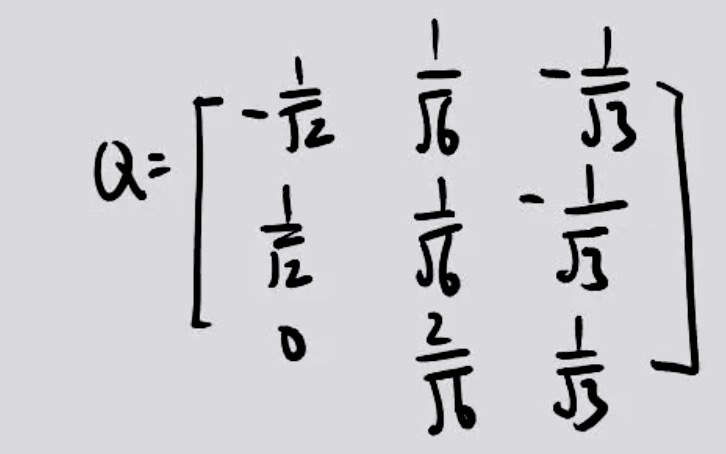 Q = [ -1/√2 1/√6 -1/√3
1/√2 1/√6 -1/√3
0 2/√6 1/√3 ]